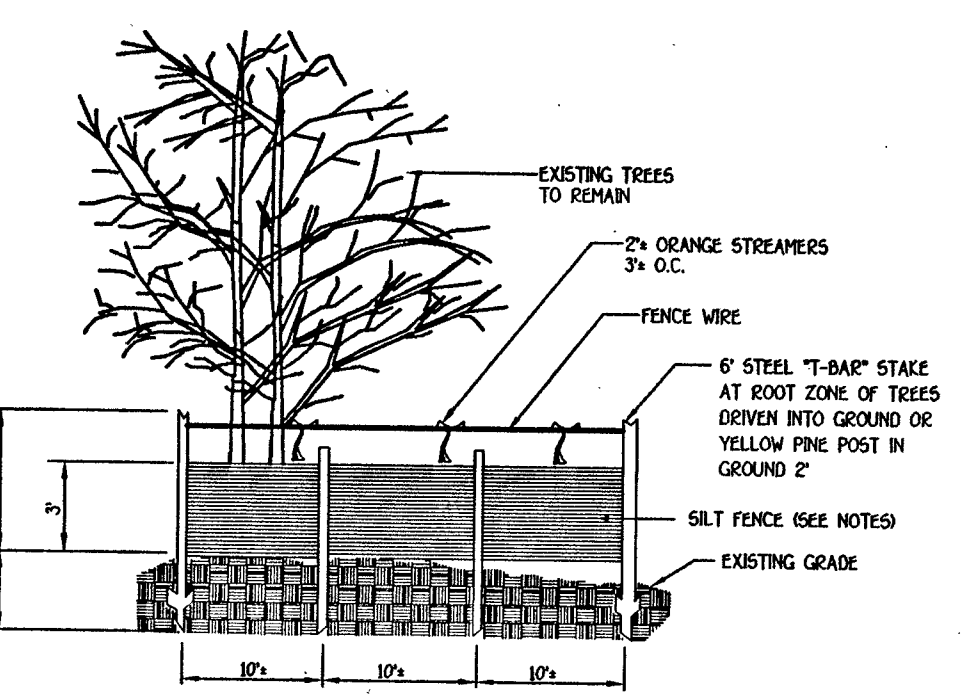 EXISTING TREES
TO REMAIN
2'± ORANGE STREAMERS
3'± O.C.
FENCE WIRE
6' STEEL "T-BAR" STAKE
AT ROOT ZONE OF TREES
DRIVEN INTO GROUND OR
YELLOW PINE POST IN
GROUND 2'
3'
SILT FENCE (SEE NOTES)
EXISTING GRADE
10'± 10'± 10'±